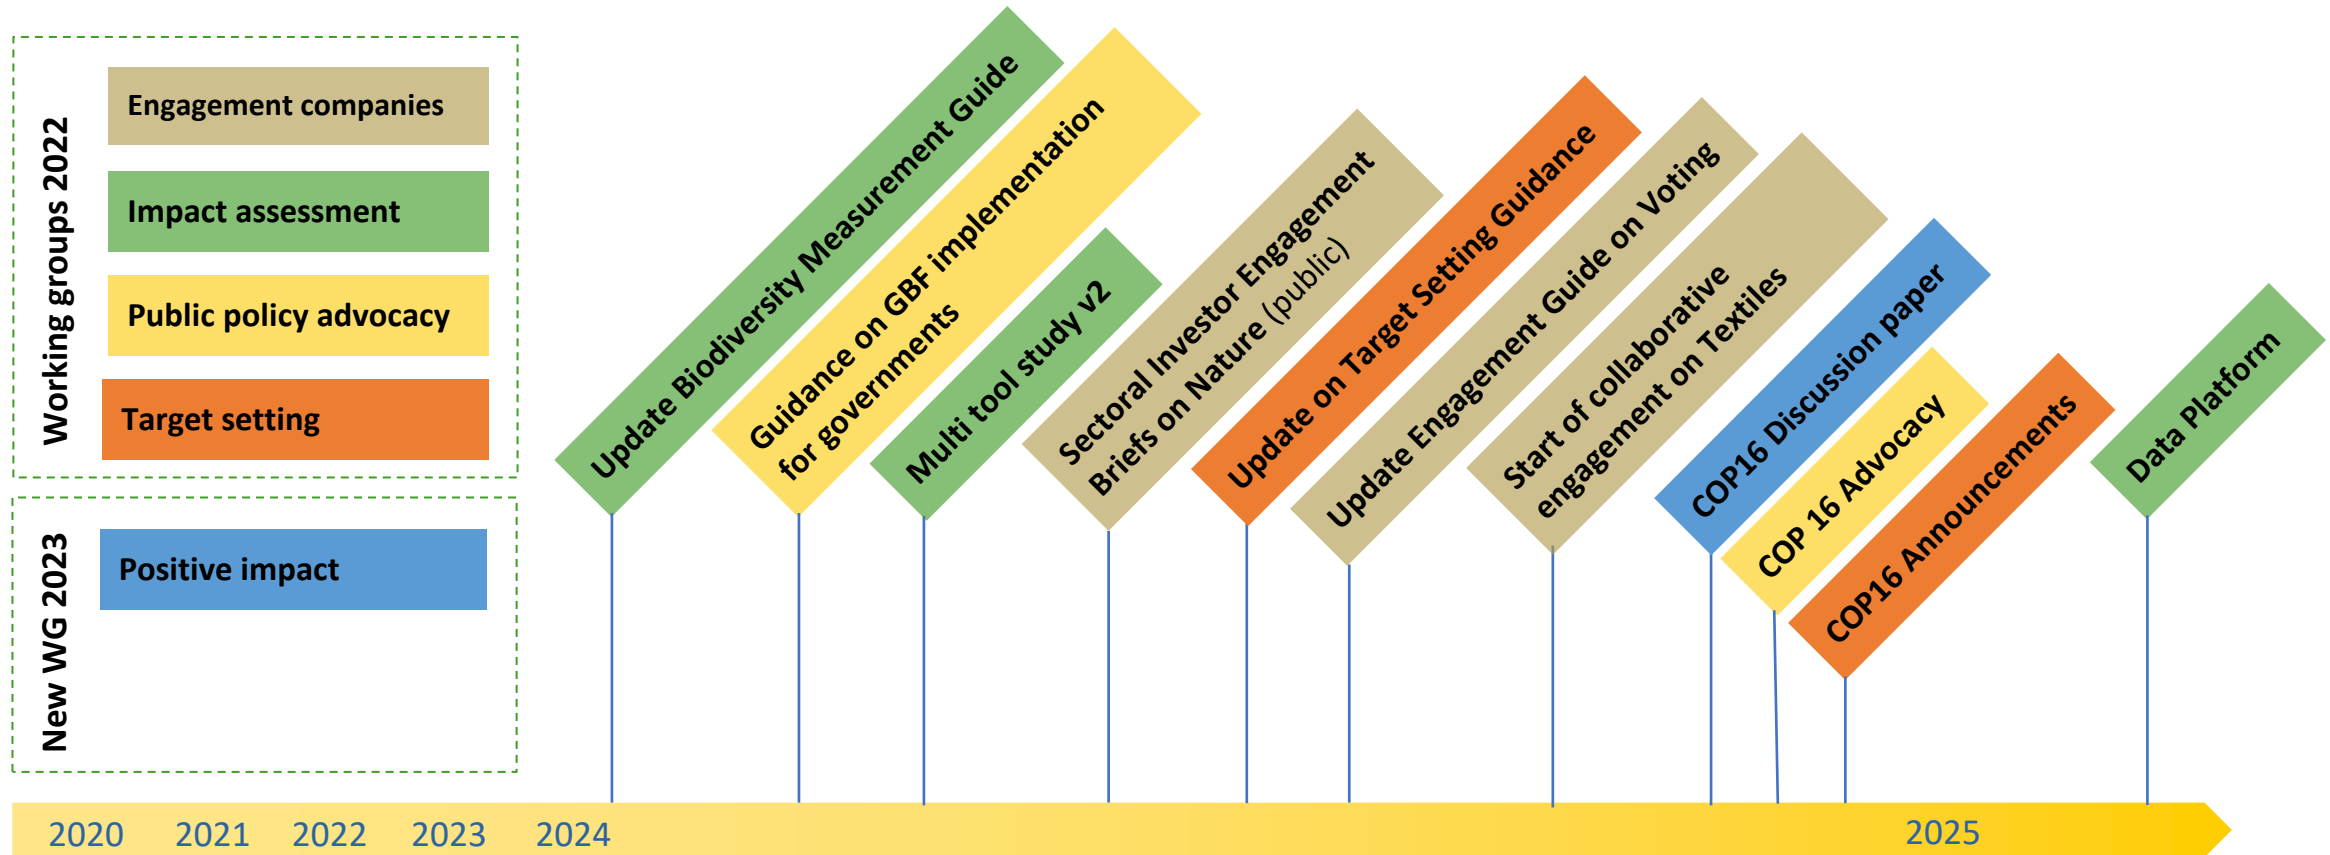 Working groups 2022
Engagement companies
Impact assessment
Public policy advocacy
Target setting
New WG 2023
Positive impact
Update Biodiversity Measurement Guide
Guidance on GBF implementation
for governments
Multi tool study v2
Sectoral Investor Engagement
Briefs on Nature (public)
Update on Target Setting Guidance
Update Engagement Guide on Voting
Start of collaborative
engagement on Textiles
COP16 Discussion paper
COP 16 Advocacy
COP16 Announcements
Data Platform
2020 2021 2022 2023 2024 2025